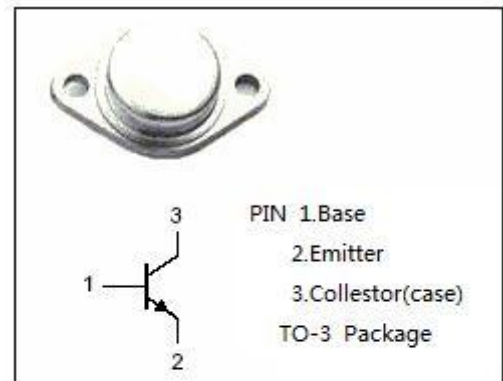 3
1
2
PIN 1.Base
2.Emitter
3.Collestor(case)
TO-3 Package